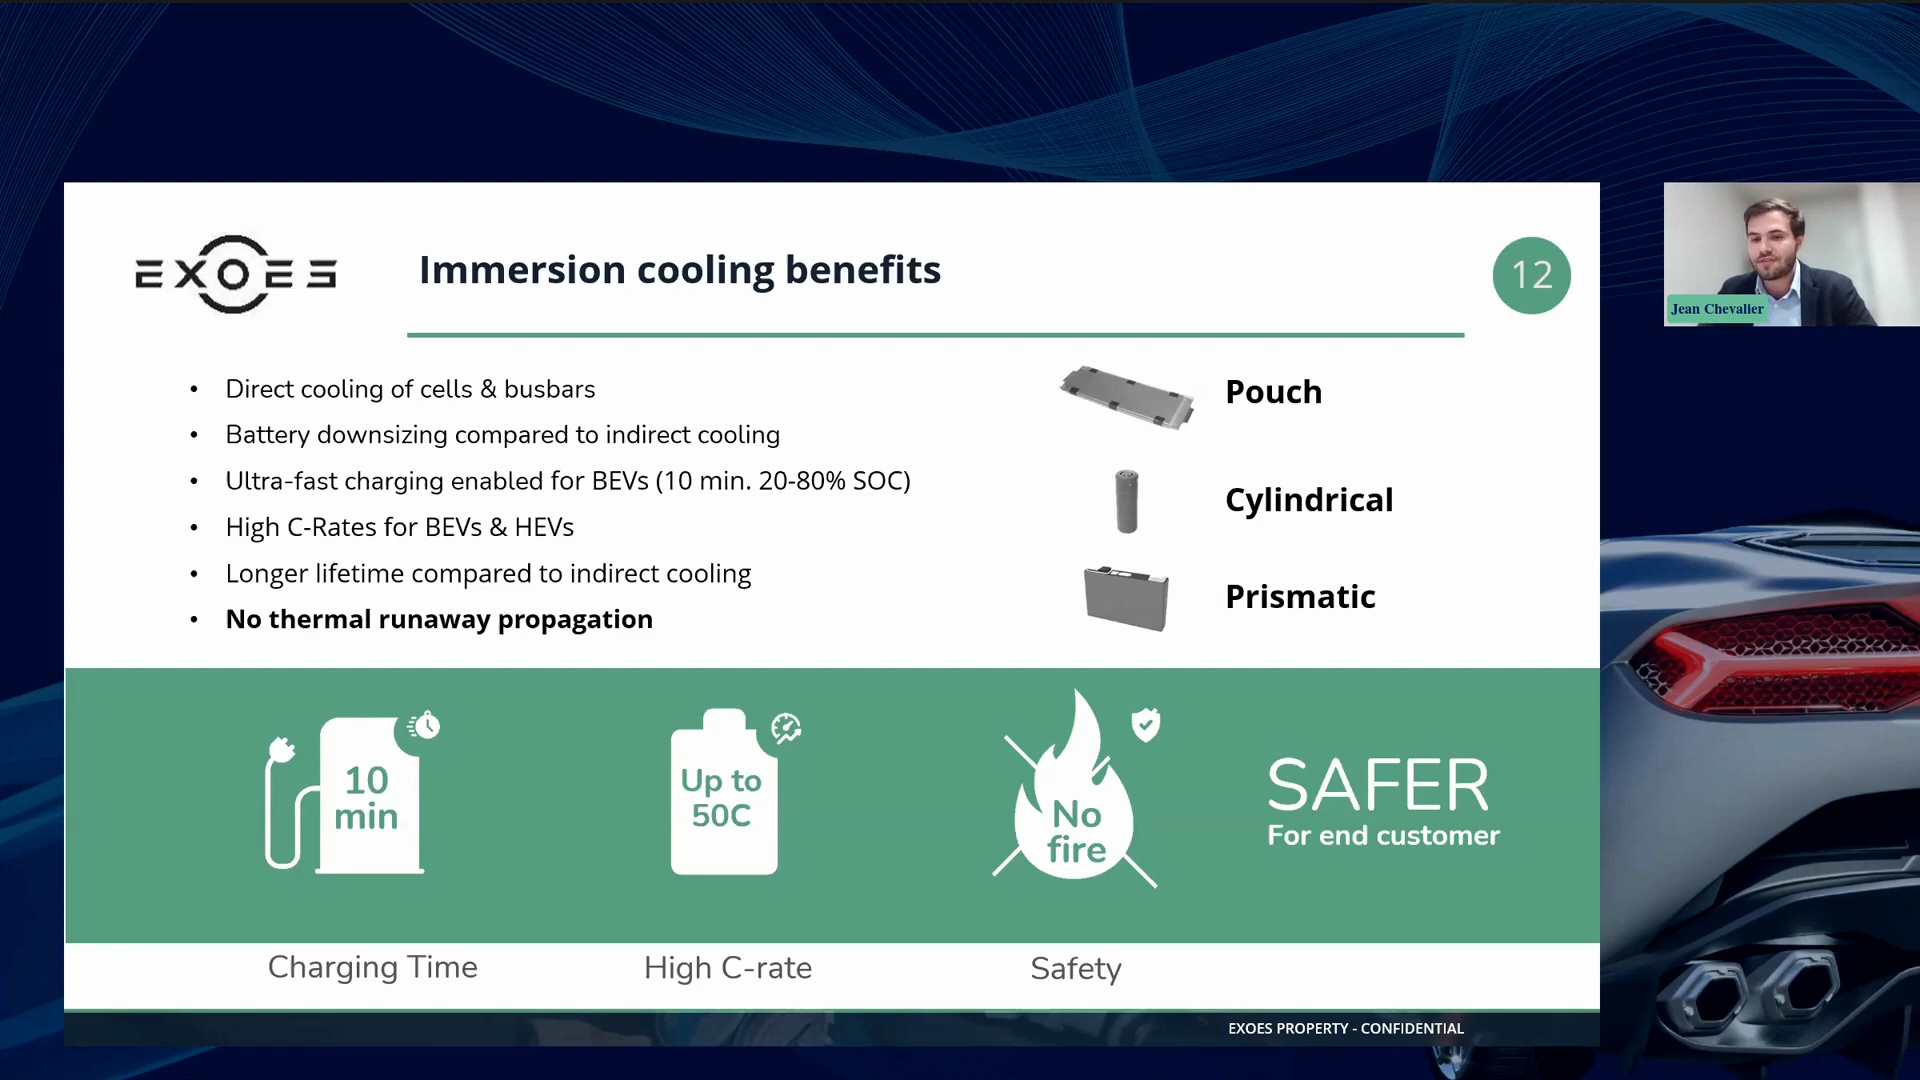 EXOES
Immersion cooling benefits
12
Jean Chevalier
• Direct cooling of cells & busbars
• Battery downsizing compared to indirect cooling
• Ultra-fast charging enabled for BEVs (10 min. 20-80% SOC)
• High C-Rates for BEVs & HEVs
• Longer lifetime compared to indirect cooling
• No thermal runaway propagation
Pouch
Cylindrical
Prismatic
10
min
Up to
50C
No
fire
SAFER
For end customer
Charging Time
High C-rate
Safety
EXOES PROPERTY - CONFIDENTIAL